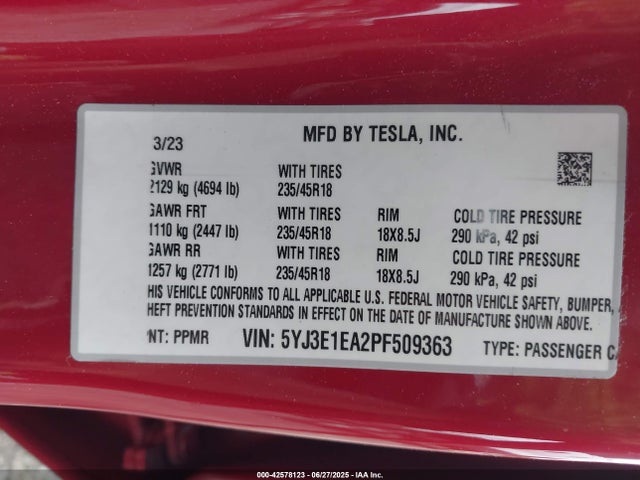 3/23 MFD BY TESLA, INC.
GVWR WITH TIRES
2129 kg (4694 lb) 235/45R18
GAWR FRT WITH TIRES RIM COLD TIRE PRESSURE
1110 kg (2447 lb) 235/45R18 18X8.5J 290 kPa, 42 psi
GAWR RR WITH TIRES RIM COLD TIRE PRESSURE
1257 kg (2771 lb) 235/45R18 18X8.5J 290 kPa, 42 psi
HIS VEHICLE CONFORMS TO ALL APPLICABLE U.S. FEDERAL MOTOR VEHICLE SAFETY, BUMPER,
HEFT PREVENTION STANDARDS IN EFFECT ON THE DATE OF MANUFACTURE SHOWN ABOVE.
NT: PPMR VIN: 5YJ3E1EA2PF509363 TYPE: PASSENGER CA
000-42578123 - 06/27/2025 - IAA Inc.